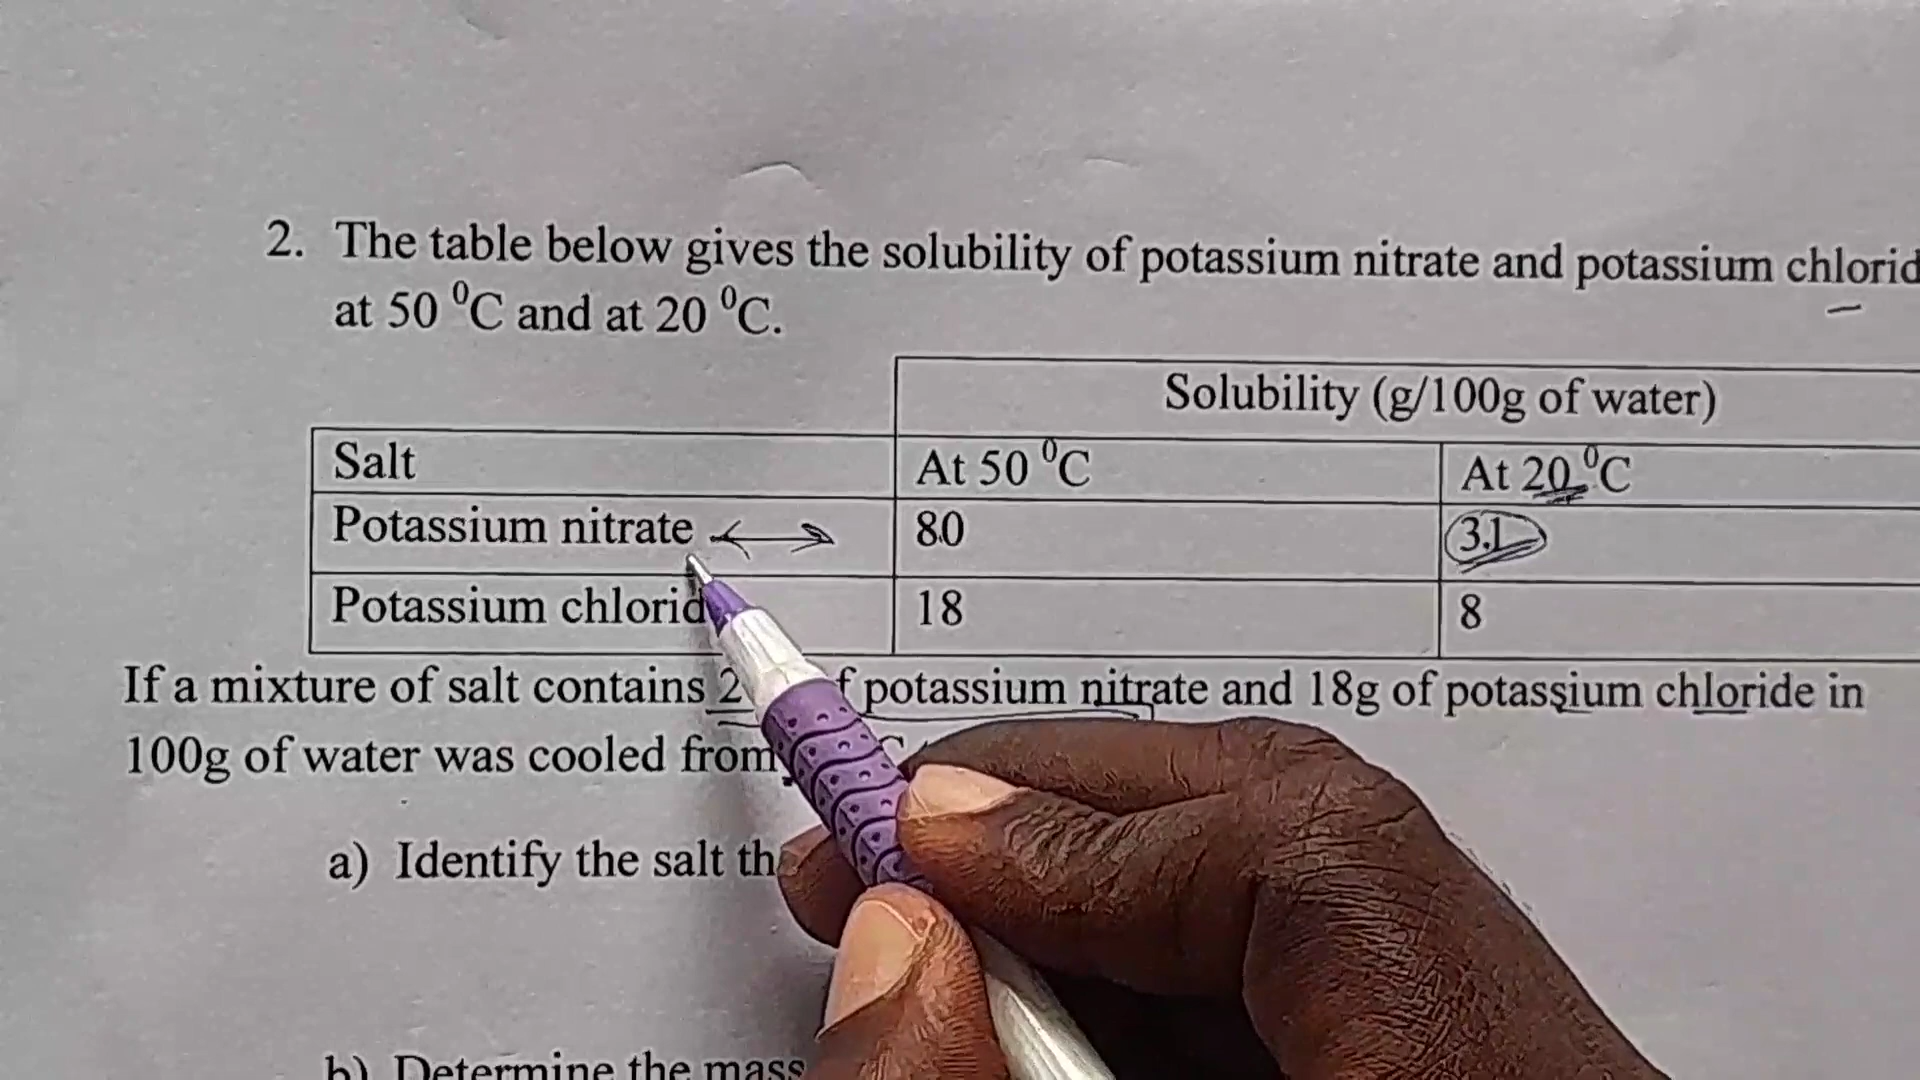 2. The table below gives the solubility of potassium nitrate and potassium chlorid
at 50 ⁰C and at 20 ⁰C.
Solubility (g/100g of water)
Salt At 50 ⁰C At 20 ⁰C
Potassium nitrate 80 31
Potassium chlorid 18 8
If a mixture of salt contains 2 f potassium nitrate and 18g of potassium chloride in
100g of water was cooled from
a) Identify the salt th
b) Determine the mass